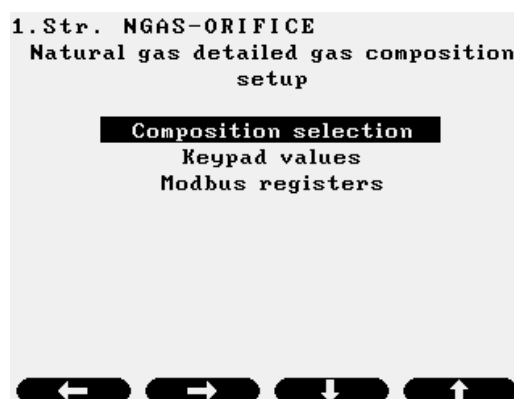 1.Str. NGAS-ORIFICE
Natural gas detailed gas composition
setup
Composition selection
Keypad values
Modbus registers